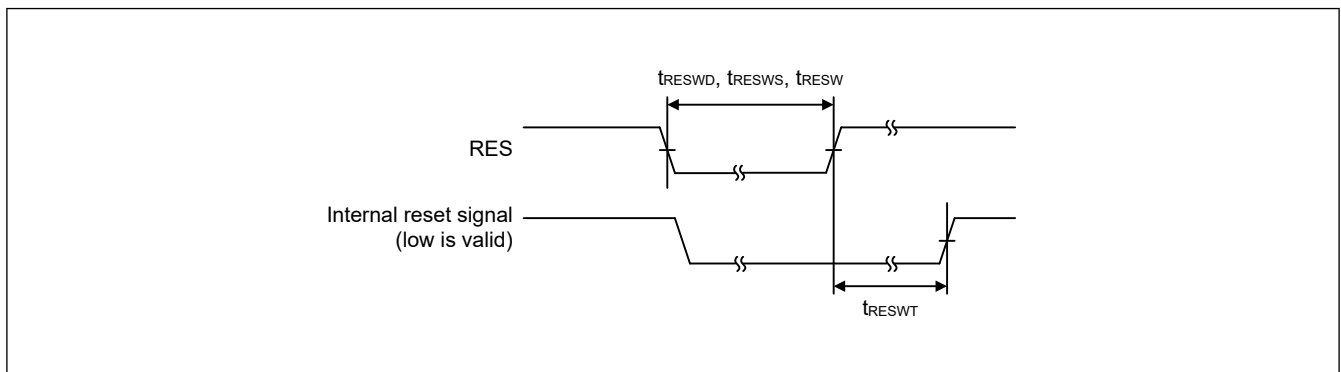 tRESWD, tRESWS, tRESW
RES
Internal reset signal
(low is valid)
tRESWT